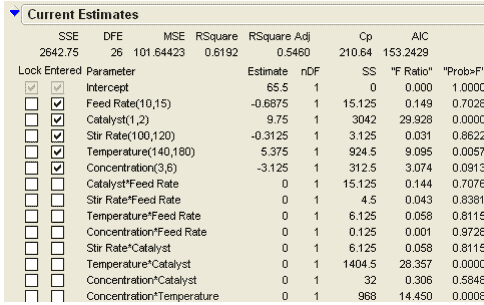 Current Estimates
SSE DFE MSE RSquare RSquare Adj Cp AIC
2642.75 26 101.64423 0.6192 0.5460 210.64 153.2429
Lock Entered Parameter Estimate nDF SS "F Ratio" "Prob>F"
Intercept 65.5 1 0 0.000 1.0000
Feed Rate(10,15) -0.6875 1 15.125 0.149 0.7028
Catalyst(1,2) 9.75 1 3042 29.928 0.0000
Stir Rate(100,120) -0.3125 1 3.125 0.031 0.8622
Temperature(140,180) 5.375 1 924.5 9.095 0.0057
Concentration(3,6) -3.125 1 312.5 3.074 0.0913
Catalyst*Feed Rate 0 1 15.125 0.144 0.7076
Stir Rate*Feed Rate 0 1 4.5 0.043 0.8381
Temperature*Feed Rate 0 1 6.125 0.058 0.8115
Concentration*Feed Rate 0 1 0.125 0.001 0.9728
Stir Rate*Catalyst 0 1 6.125 0.058 0.8115
Temperature*Catalyst 0 1 1404.5 28.357 0.0000
Concentration*Catalyst 0 1 32 0.306 0.5848
Concentration*Temperature 0 1 968 14.450 0.0008